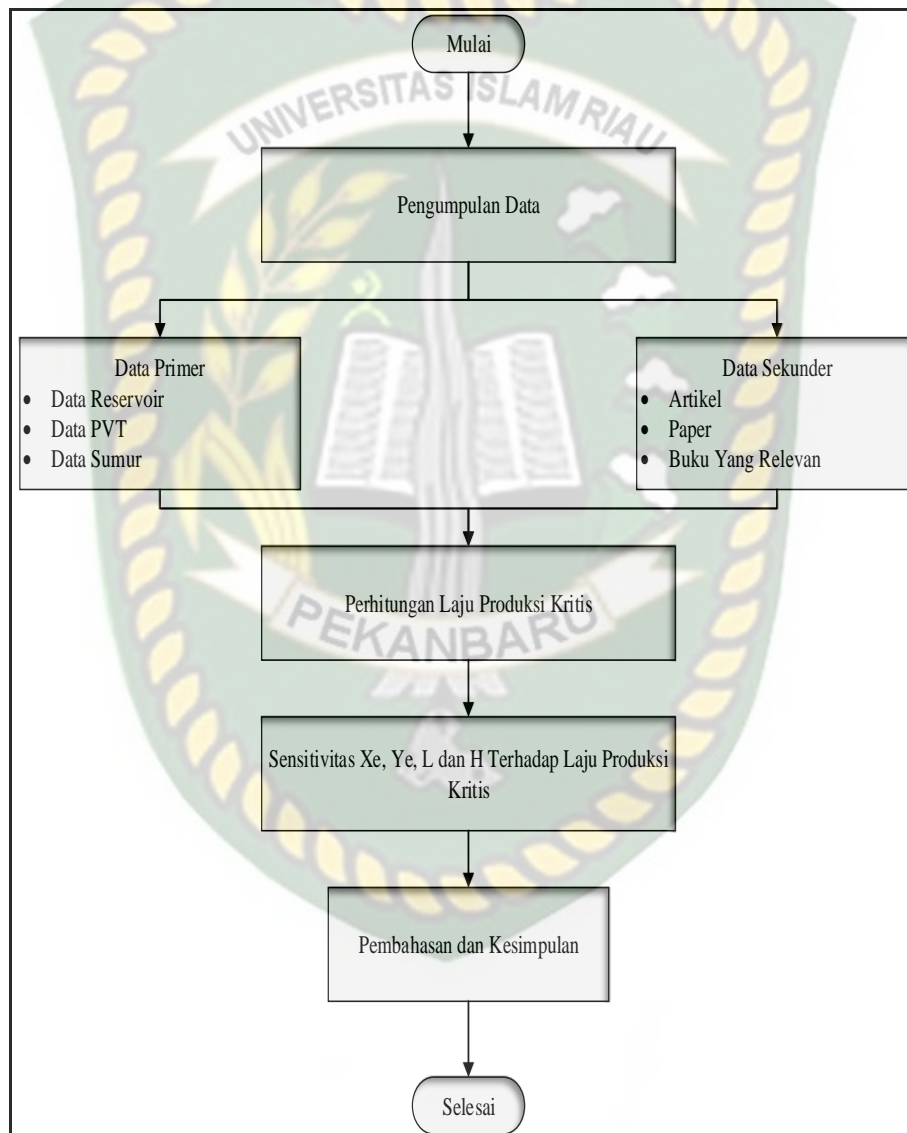 Mulai
UNIVERSITAS ISLAM RIAU
Pengumpulan Data
Data Primer
• Data Reservoir
• Data PVT
• Data Sumur
Data Sekunder
• Artikel
• Paper
• Buku Yang Relevan
Perhitungan Laju Produksi Kritis
PEKANBARU
Sensitivitas Xe, Ye, L dan H Terhadap Laju Produksi
Kritis
Pembahasan dan Kesimpulan
Selesai